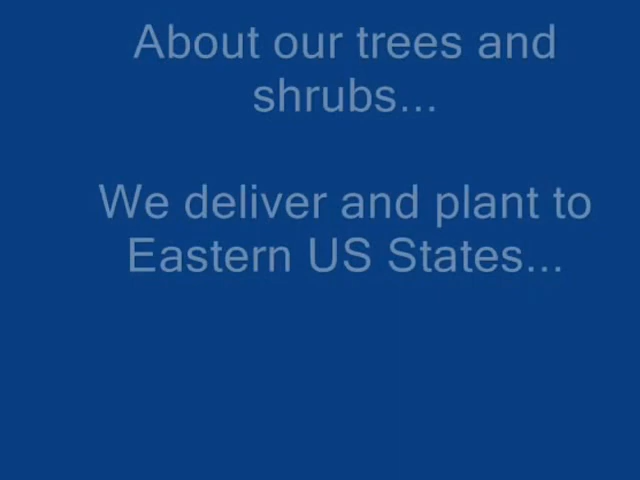 About our trees and
shrubs...
We deliver and plant to
Eastern US States...